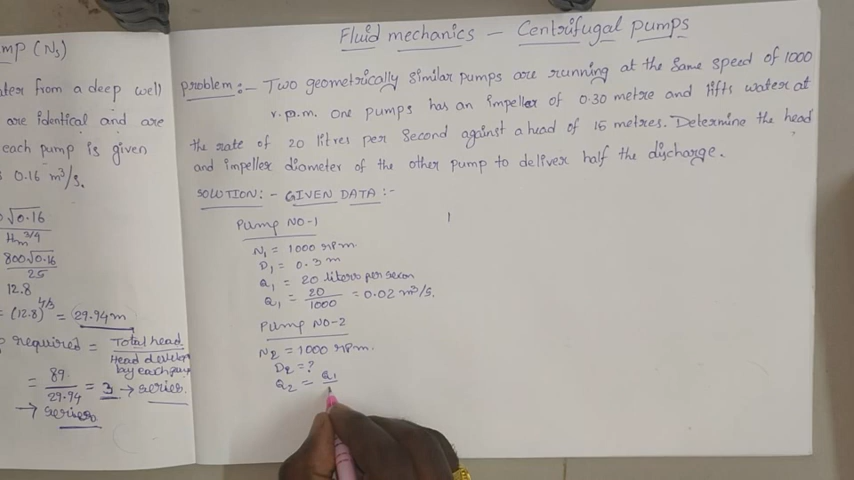 mp (Ns)
ater from a deep well
are identical and are
each pump is given
0.16 m³/s.
√0.16
Hm^3/4
800√0.16
25
12.8
= (12.8)^4/3 = 29.94m
required = Total head
Head develop
by each pu
= 89 / 29.94 = 3 → series.
→ series
Fluid mechanics – Centrifugal pumps
problem:- Two geometrically similar pumps are running at the same speed of 1000
r.p.m. One pumps has an impeller of 0.30 metre and lifts water at
the rate of 20 litres per second against a head of 15 metres. Determine the head
and impeller diameter of the other pump to deliver half the discharge.
SOLUTION:- GIVEN DATA:-
Pump NO-1
N1 = 1000 rpm.
D1 = 0.3m
Q1 = 20 liters per secon
Q1 = 20 / 1000 = 0.02 m³/s.
Pump NO-2
N2 = 1000 rpm.
D2 = ?
Q2 = Q1